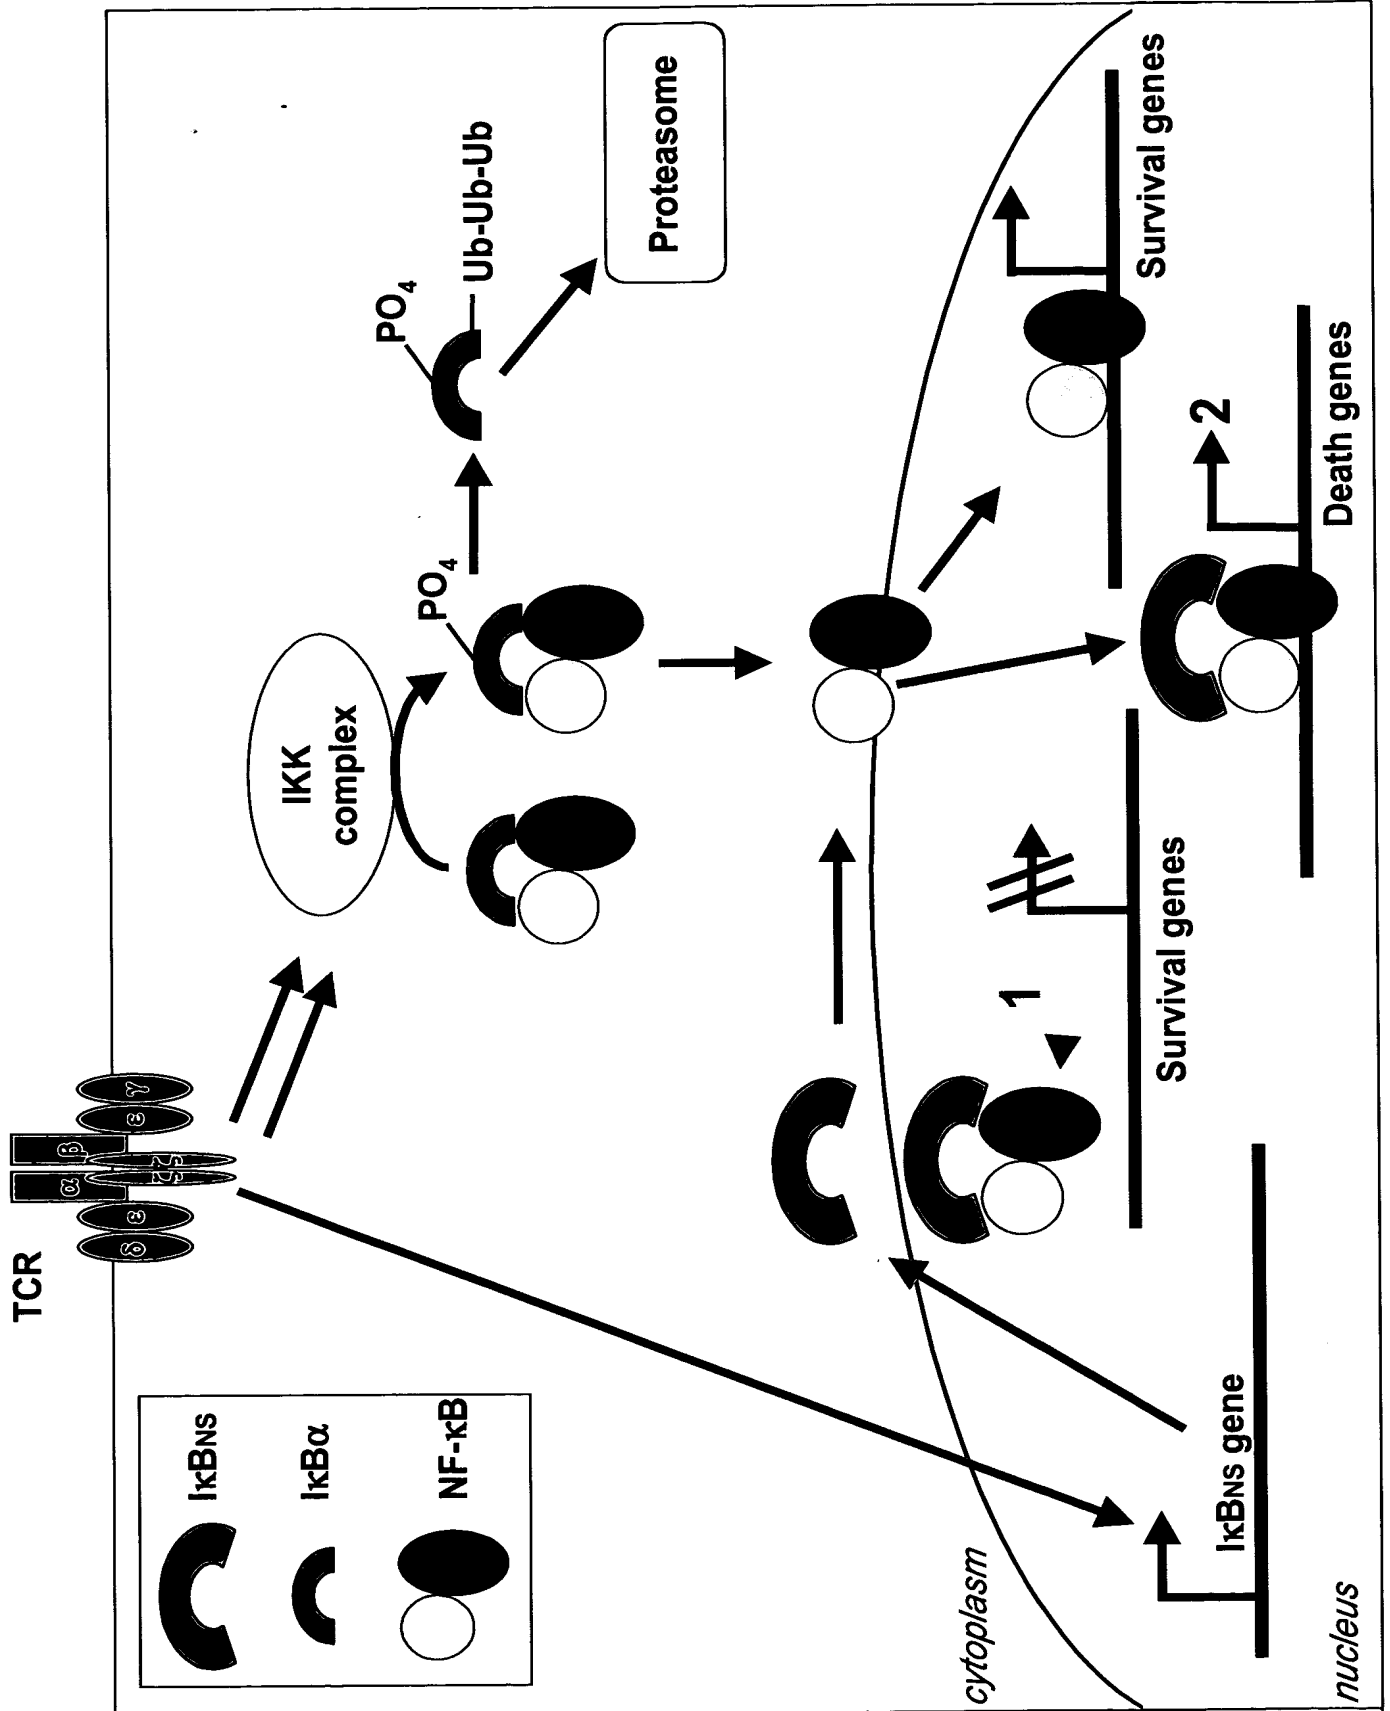 TCR
α
β
δ
ε
ζ
ζ
ε
γ
IκBNS
IκBα
NF-κB
IKK
complex
PO4
PO4
Ub-Ub-Ub
Proteasome
cytoplasm
nucleus
IκBNS gene
1
Survival genes
2
Death genes
Survival genes